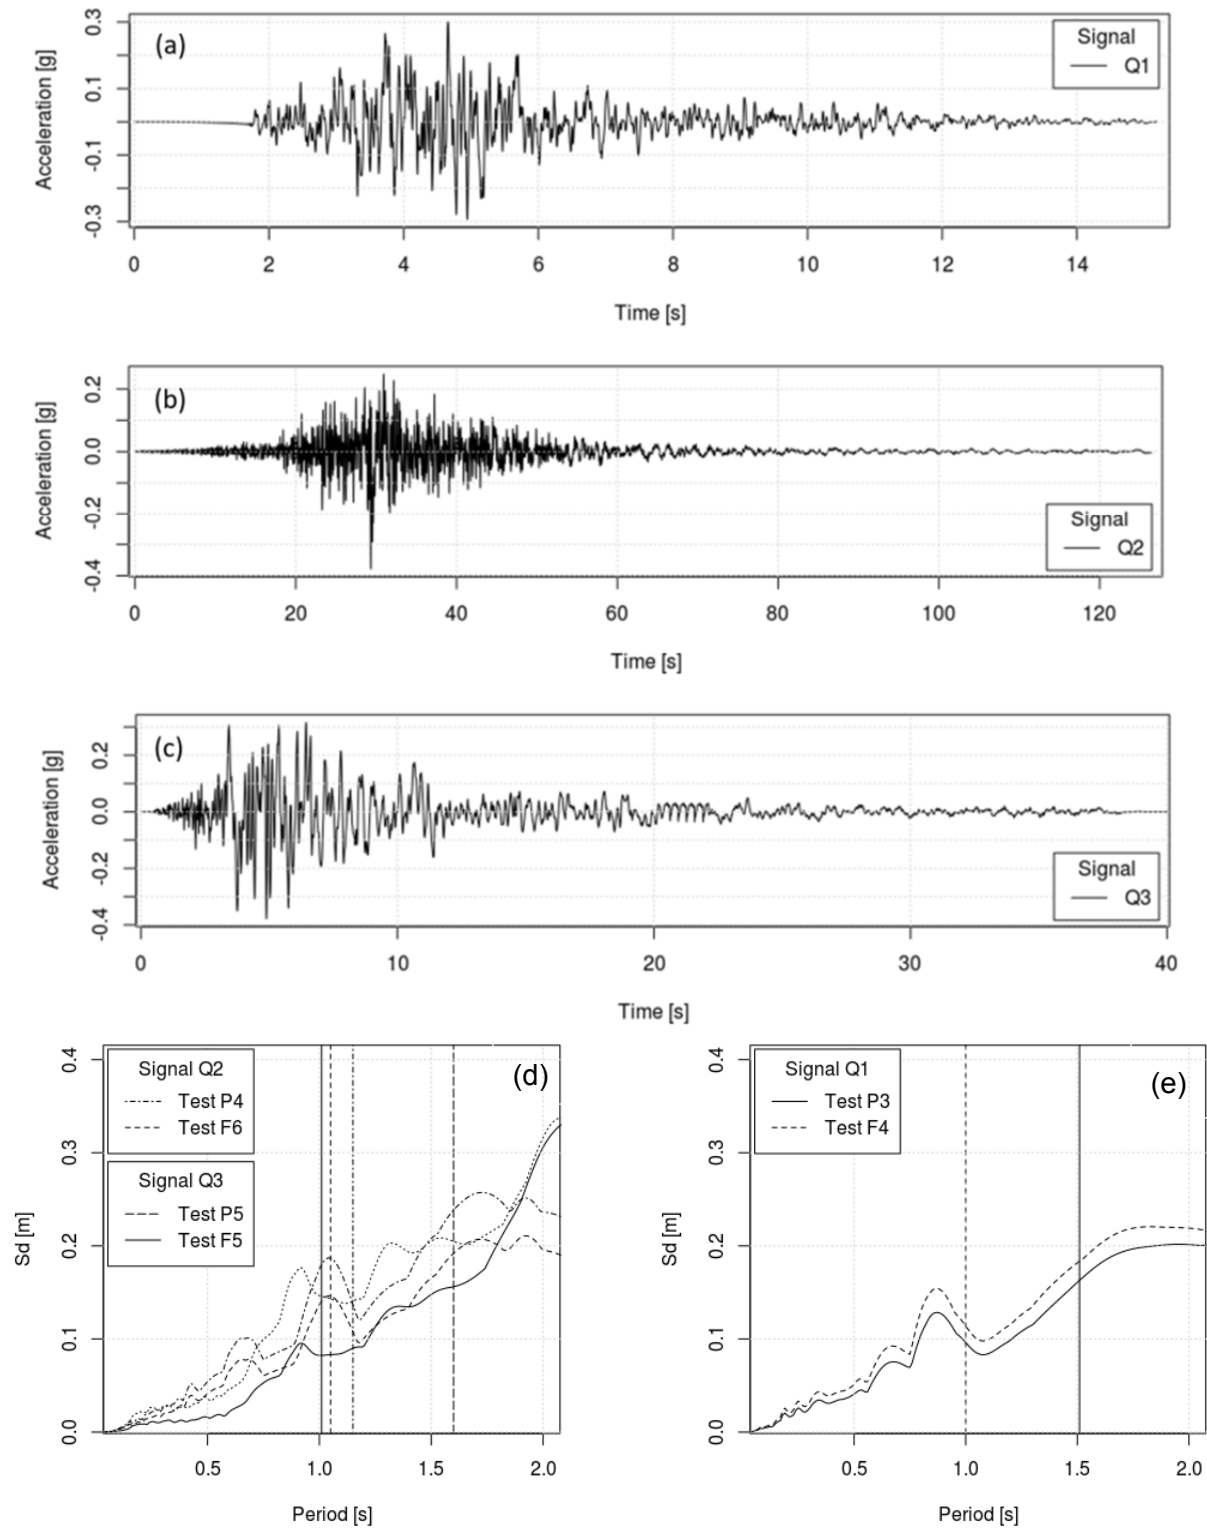 (a)
Signal
Q1
0.3
0.1
-0.1
-0.3
Acceleration [g]
0 2 4 6 8 10 12 14
Time [s]
(b)
0.2
0.0
-0.2
-0.4
Acceleration [g]
Signal
Q2
0 20 40 60 80 100 120
Time [s]
(c)
0.2
0.0
-0.2
-0.4
Acceleration [g]
Signal
Q3
0 10 20 30 40
Time [s]
(d)
Signal Q2
Test P4
Test F6
Signal Q3
Test P5
Test F5
0.4
0.3
0.2
0.1
0.0
Sd [m]
0.5 1.0 1.5 2.0
Period [s]
(e)
Signal Q1
Test P3
Test F4
0.4
0.3
0.2
0.1
0.0
Sd [m]
0.5 1.0 1.5 2.0
Period [s]